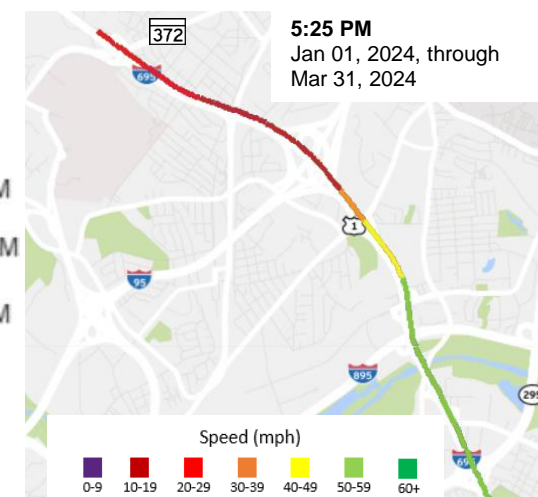 5:25 PM
Jan 01, 2024, through
Mar 31, 2024
372
695
M
1
M
95
M
895
295
695
Speed (mph)
0-9 10-19 20-29 30-39 40-49 50-59 60+